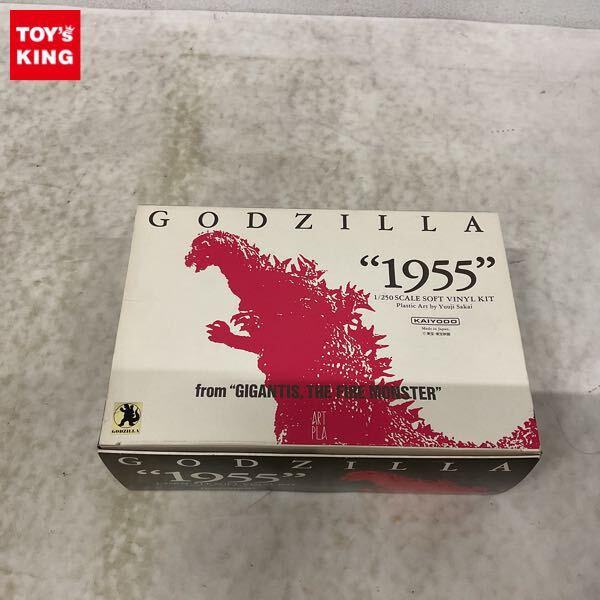 TOY's
KING
GODZILLA
“1955”
1/250 SCALE SOFT VINYL KIT
Plastic Art by Yuuji Sakai
KAIYODO
Made in Japan.
from “GIGANTIS, THE FIRE MONSTER”
ART
PLA
GODZILLA
GODZILLA
“1955”